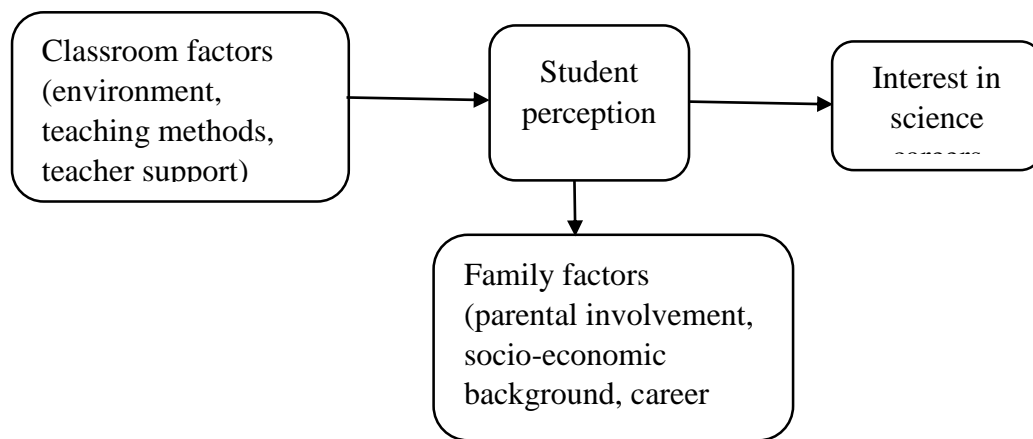 Classroom factors
(environment,
teaching methods,
teacher support)
Student
perception
Interest in
science
careers
Family factors
(parental involvement,
socio-economic
background, career